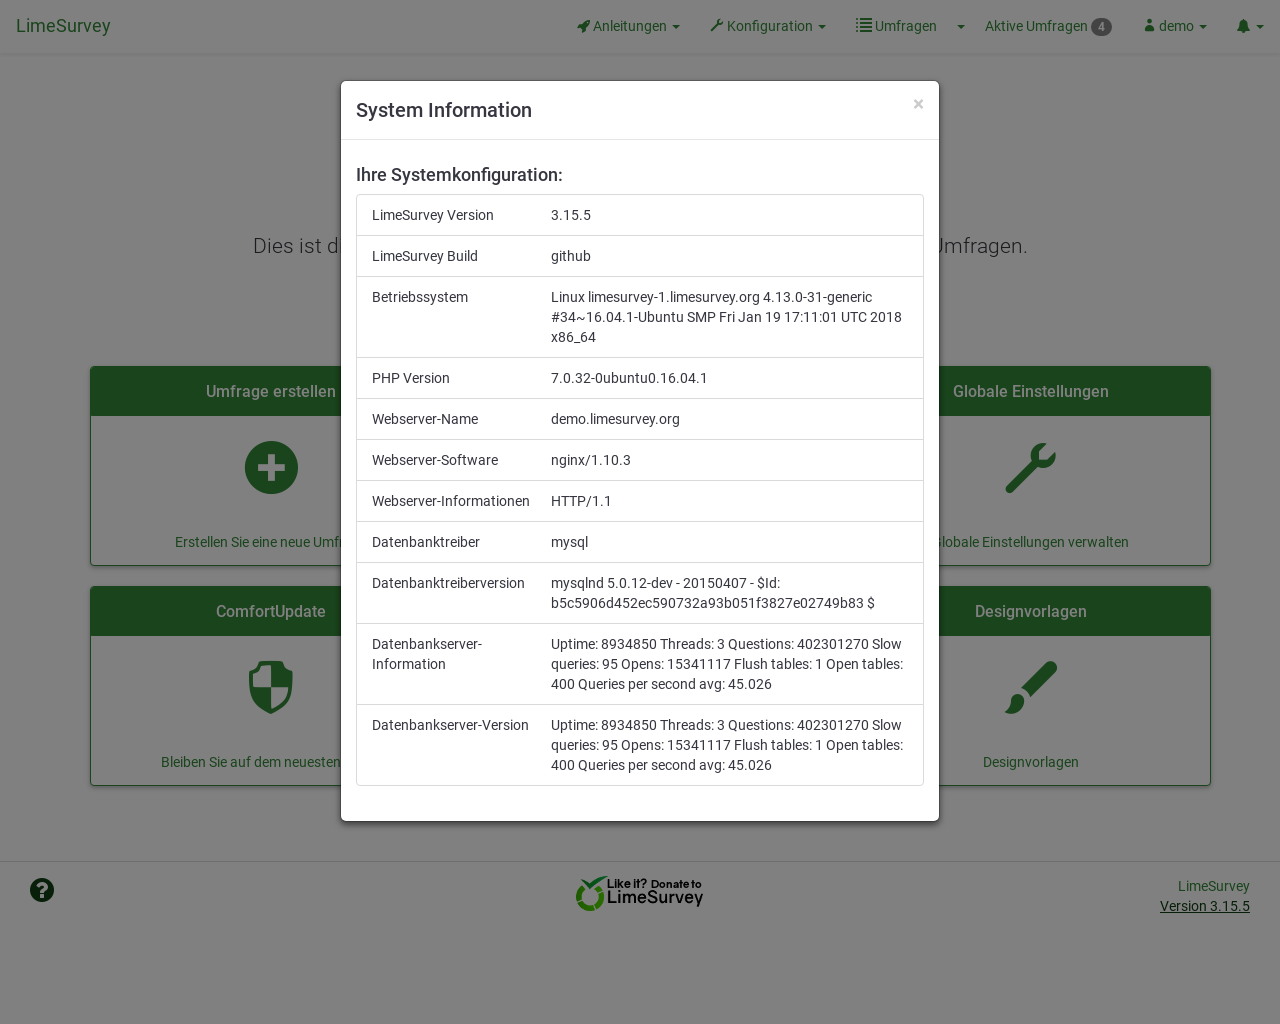 LimeSurvey
Anleitungen
Konfiguration
Umfragen
Aktive Umfragen 4
demo
System Information
×
Dies ist d
Umfragen.
Ihre Systemkonfiguration:
LimeSurvey Version 3.15.5
LimeSurvey Build github
Betriebssystem Linux limesurvey-1.limesurvey.org 4.13.0-31-generic
#34~16.04.1-Ubuntu SMP Fri Jan 19 17:11:01 UTC 2018
x86_64
PHP Version 7.0.32-0ubuntu0.16.04.1
Webserver-Name demo.limesurvey.org
Webserver-Software nginx/1.10.3
Webserver-Informationen HTTP/1.1
Datenbanktreiber mysql
Datenbanktreiberversion mysqlnd 5.0.12-dev - 20150407 - $Id:
b5c5906d452ec590732a93b051f3827e02749b83 $
Datenbankserver-
Information
Uptime: 8934850 Threads: 3 Questions: 402301270 Slow
queries: 95 Opens: 15341117 Flush tables: 1 Open tables:
400 Queries per second avg: 45.026
Datenbankserver-Version Uptime: 8934850 Threads: 3 Questions: 402301270 Slow
queries: 95 Opens: 15341117 Flush tables: 1 Open tables:
400 Queries per second avg: 45.026
Umfrage erstellen
Erstellen Sie eine neue Umf
Globale Einstellungen
Globale Einstellungen verwalten
ComfortUpdate
Bleiben Sie auf dem neuesten
Designvorlagen
Designvorlagen
Like it? Donate to
LimeSurvey
LimeSurvey
Version 3.15.5